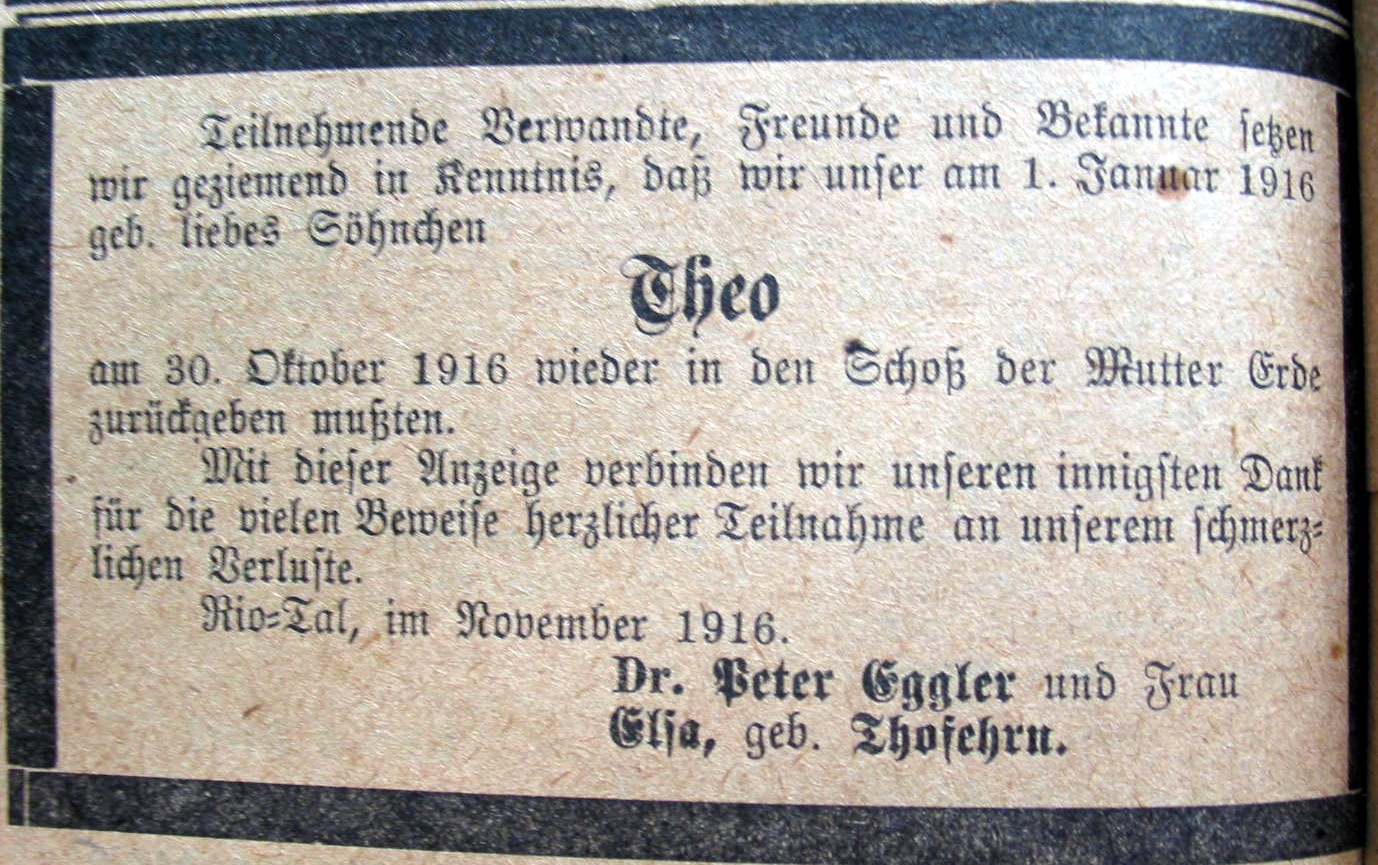 Teilnehmende Verwandte, Freunde und Bekannte setzen
wir geziemend in Kenntnis, daß wir unser am 1. Januar 1916
geb. liebes Söhnchen
Theo
am 30. Oktober 1916 wieder in den Schoß der Mutter Erde
zurückgeben mußten.
Mit dieser Anzeige verbinden wir unseren innigsten Dank
für die vielen Beweise herzlicher Teilnahme an unserem schmerz-
lichen Verluste.
Rio-Tal, im November 1916.
Dr. Peter Eggler und Frau
Elsa, geb. Thofehrn.